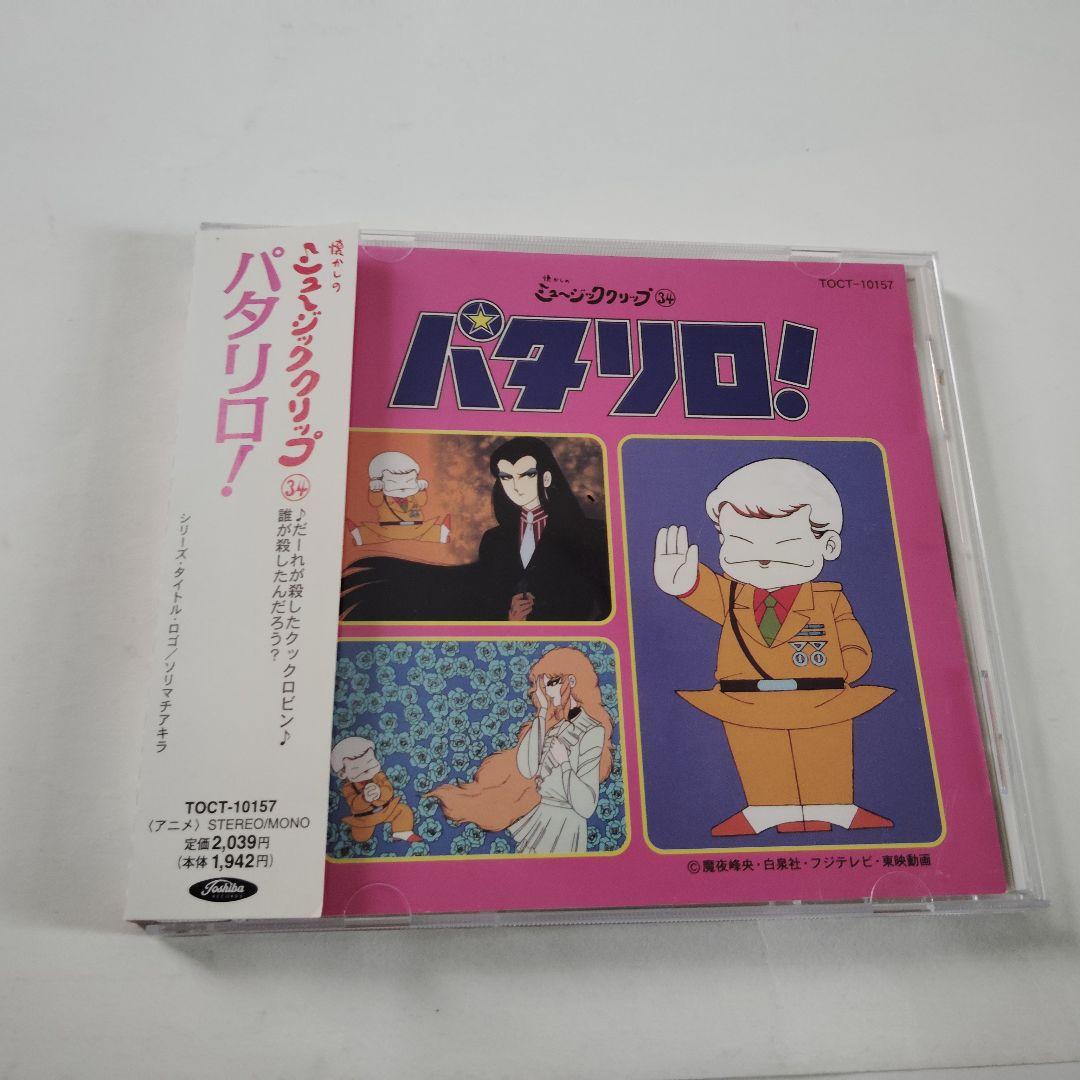 懐かしの
ミュージッククリップ㉞
パタリロ!
♪だーれが殺したクックロビン♪
誰が殺したんだろう?
シリーズ・タイトル・ロゴ/ソリマチアキラ
TOCT-10157
〈アニメ〉 STEREO/MONO
定価2,039円
(本体1,942円)
Toshiba
RECORDS
TOCT-10157
懐かしの
ミュ〜ジッククリップ㉞
パタリロ!
©魔夜峰央・白泉社・フジテレビ・東映動画